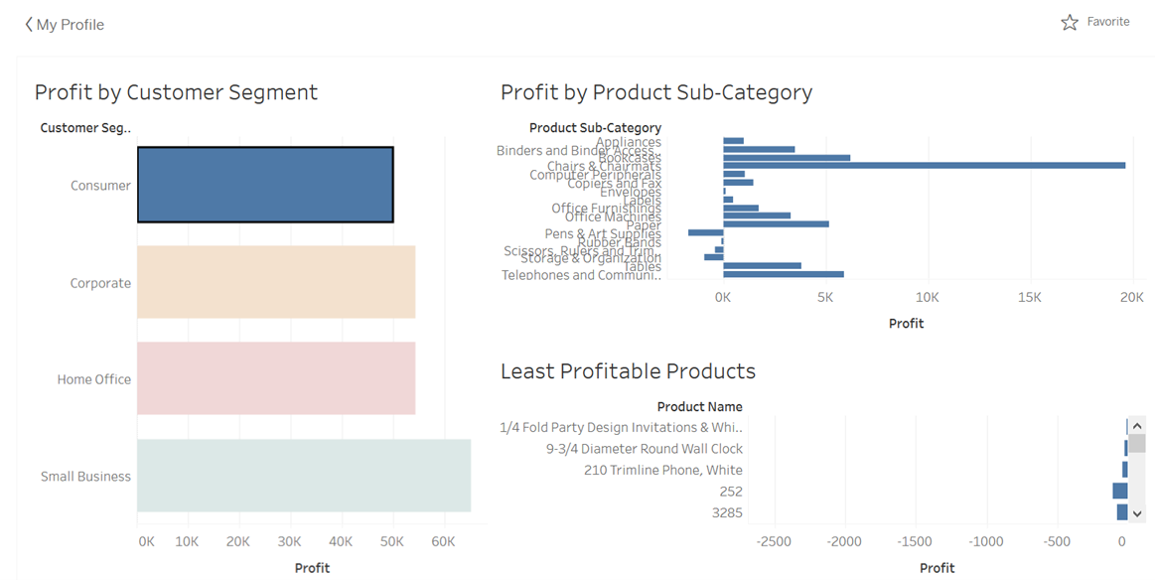 My Profile
Favorite
Profit by Customer Segment
Customer Seg..
Consumer
Corporate
Home Office
Small Business
0K 10K 20K 30K 40K 50K 60K
Profit
Profit by Product Sub-Category
Product Sub-Category
Appliances
Binders and Binder Access..
Bookcases
Chairs & Chairmats
Computer Peripherals
Copiers and Fax
Envelopes
Labels
Office Furnishings
Office Machines
Paper
Pens & Art Supplies
Rubber Bands
Scissors, Rulers and Trim..
Storage & Organization
Tables
Telephones and Communi..
0K 5K 10K 15K 20K
Profit
Least Profitable Products
Product Name
1/4 Fold Party Design Invitations & Whi..
9-3/4 Diameter Round Wall Clock
210 Trimline Phone, White
252
3285
-2500 -2000 -1500 -1000 -500 0
Profit